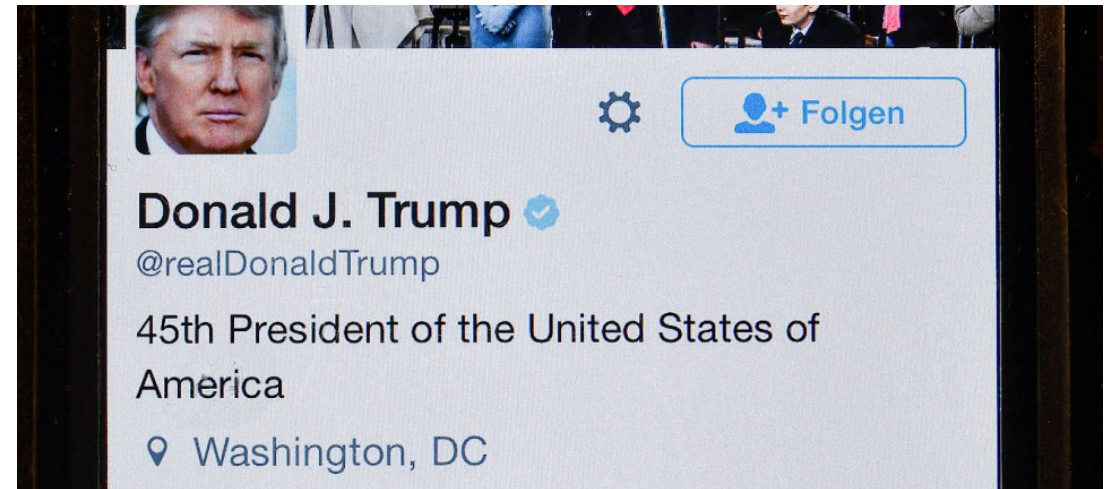 Folgen
Donald J. Trump
@realDonaldTrump
45th President of the United States of
America
Washington, DC